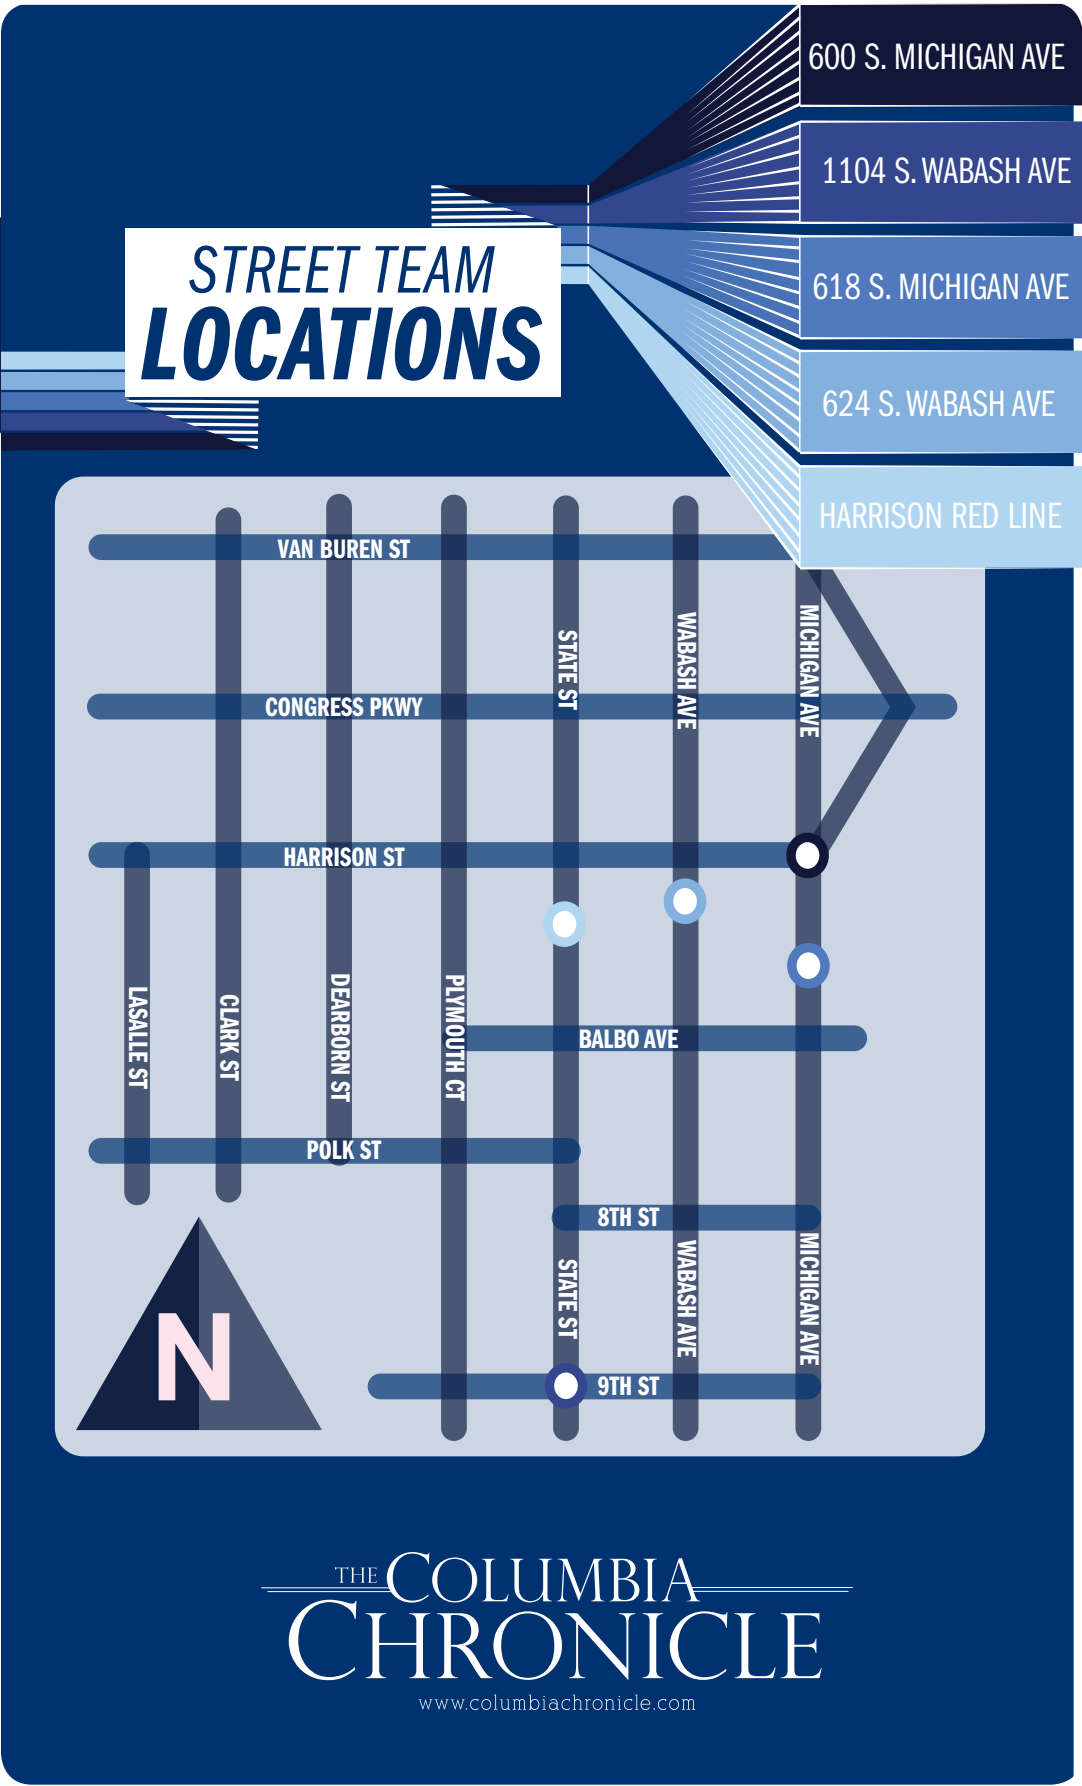 600 S. MICHIGAN AVE
1104 S. WABASH AVE
618 S. MICHIGAN AVE
624 S. WABASH AVE
HARRISON RED LINE
STREET TEAM
LOCATIONS
VAN BUREN ST
STATE ST
WABASH AVE
MICHIGAN AVE
CONGRESS PKWY
HARRISON ST
LASALLE ST
CLARK ST
DEARBORN ST
PLYMOUTH CT
BALBO AVE
POLK ST
8TH ST
STATE ST
WABASH AVE
MICHIGAN AVE
9TH ST
N
THE COLUMBIA
CHRONICLE
www.columbiachronicle.com